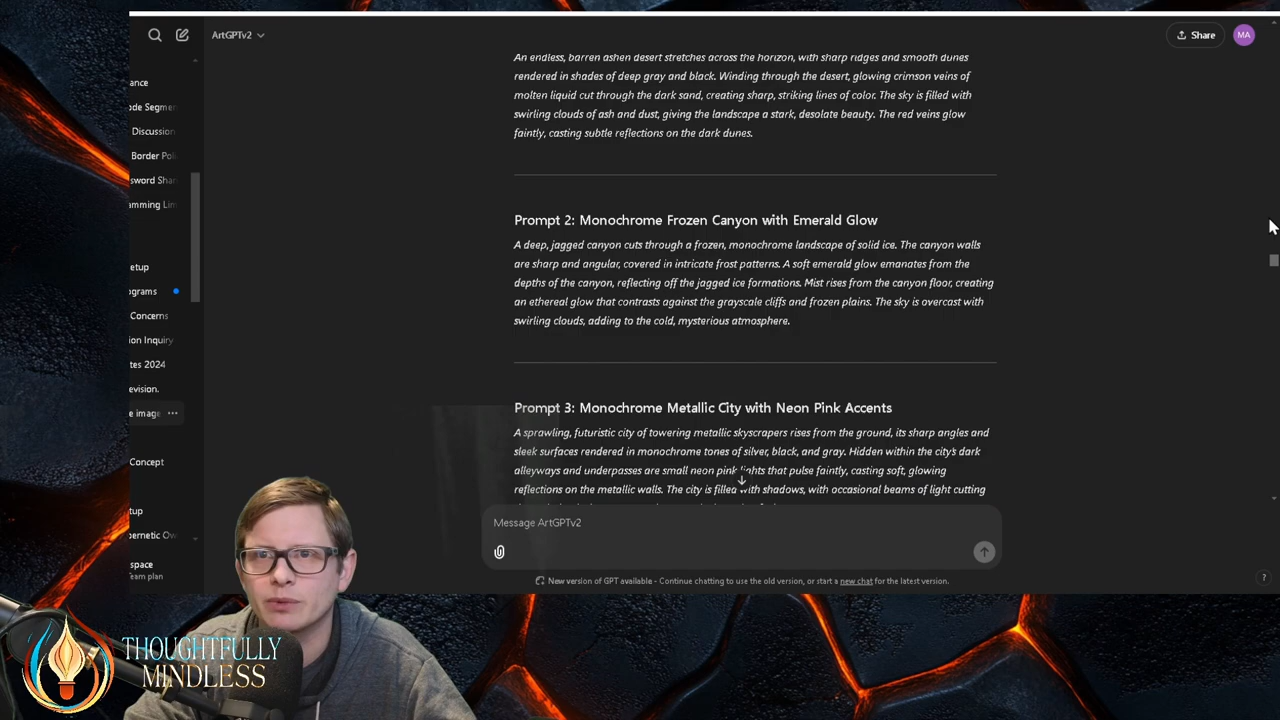 ArtGPTv2
Share
MA
ance
ode Segmen
Discussion
Border Poli
sword Shar
amming Lim
etup
ograms
Concerns
ion Inquiry
tes 2024
evision.
e image
Concept
tup
bernetic Ow
space
Team plan
An endless, barren ashen desert stretches across the horizon, with sharp ridges and smooth dunes
rendered in shades of deep gray and black. Winding through the desert, glowing crimson veins of
molten liquid cut through the dark sand, creating sharp, striking lines of color. The sky is filled with
swirling clouds of ash and dust, giving the landscape a stark, desolate beauty. The red veins glow
faintly, casting subtle reflections on the dark dunes.
Prompt 2: Monochrome Frozen Canyon with Emerald Glow
A deep, jagged canyon cuts through a frozen, monochrome landscape of solid ice. The canyon walls
are sharp and angular, covered in intricate frost patterns. A soft emerald glow emanates from the
depths of the canyon, reflecting off the jagged ice formations. Mist rises from the canyon floor, creating
an ethereal glow that contrasts against the grayscale cliffs and frozen plains. The sky is overcast with
swirling clouds, adding to the cold, mysterious atmosphere.
Prompt 3: Monochrome Metallic City with Neon Pink Accents
A sprawling, futuristic city of towering metallic skyscrapers rises from the ground, its sharp angles and
sleek surfaces rendered in monochrome tones of silver, black, and gray. Hidden within the city's dark
alleyways and underpasses are small neon pink lights that pulse faintly, casting soft, glowing
reflections on the metallic walls. The city is filled with shadows, with occasional beams of light cutting
Message ArtGPTv2
New version of GPT available - Continue chatting to use the old version, or start a new chat for the latest version.
?
THOUGHTFULLY
MINDLESS